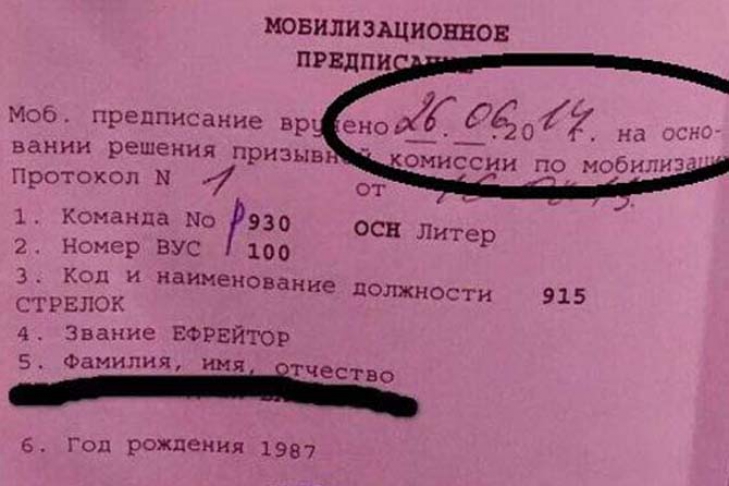 МОБИЛИЗАЦИОННОЕ
ПРЕДПИСАНИЕ
Моб. предписание вручено 26.06.2014 г. на осно-
вании решения призывной комиссии по мобилизаци
Протокол N 1 от
1. Команда No 930 ОСН Литер
2. Номер ВУС 100
3. Код и наименование должности 915
СТРЕЛОК
4. Звание ЕФРЕЙТОР
5. Фамилия, имя, отчество
6. Год рождения 1987